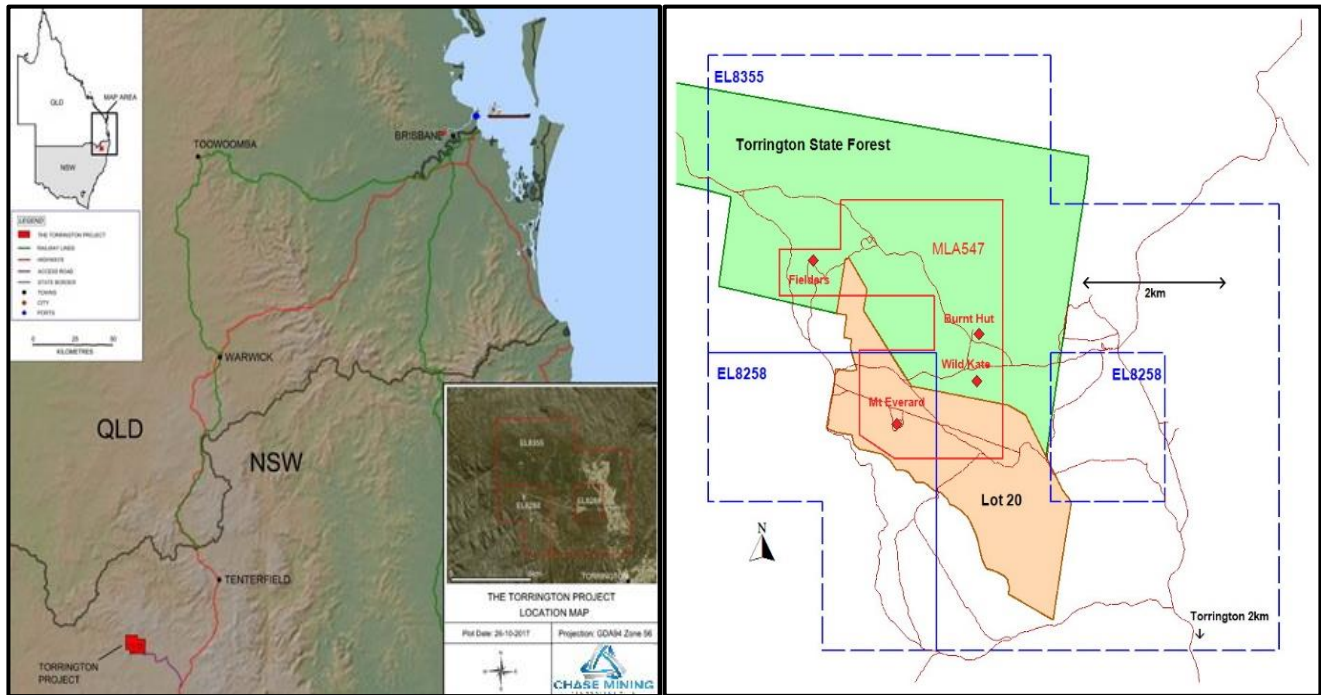 QLD
MAP AREA
NSW
LEGEND
THE TORRINGTON PROJECT
RAILWAY LINES
HIGHWAYS
ACCESS ROAD
STATE BORDER
TOWNS
CITY
PORTS
KILOMETRES
TOOWOOMBA
BRISBANE
WARWICK
QLD
NSW
TENTERFIELD
TORRINGTON
PROJECT
EL8355
EL8258
TORRINGTON
THE TORRINGTON PROJECT
LOCATION MAP
Plot Date: 26-10-2017
Projection: GDA94 Zone 56
CHASE MINING
EL8355
Torrington State Forest
MLA547
Fielders
2km
Burnt Hut
EL8258
Wild Kate
EL8258
Mt Everard
Lot 20
N
Torrington 2km